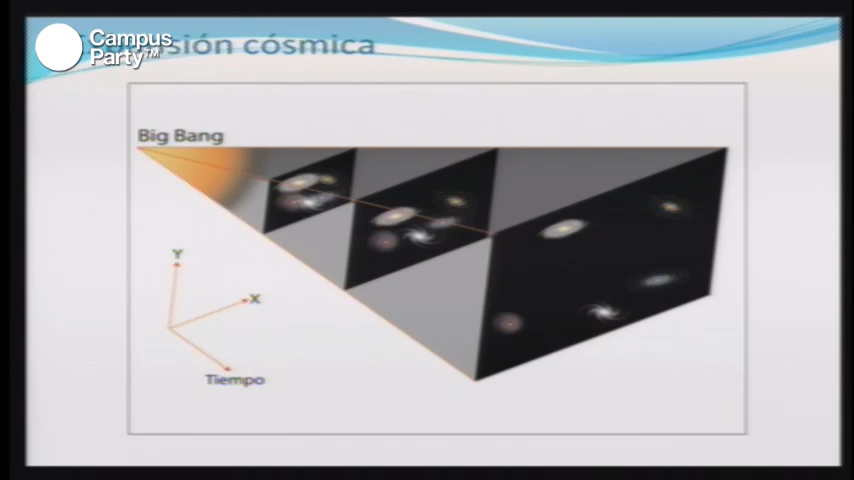 Campus
Party™
sión cósmica
Big Bang
Y
X
Tiempo